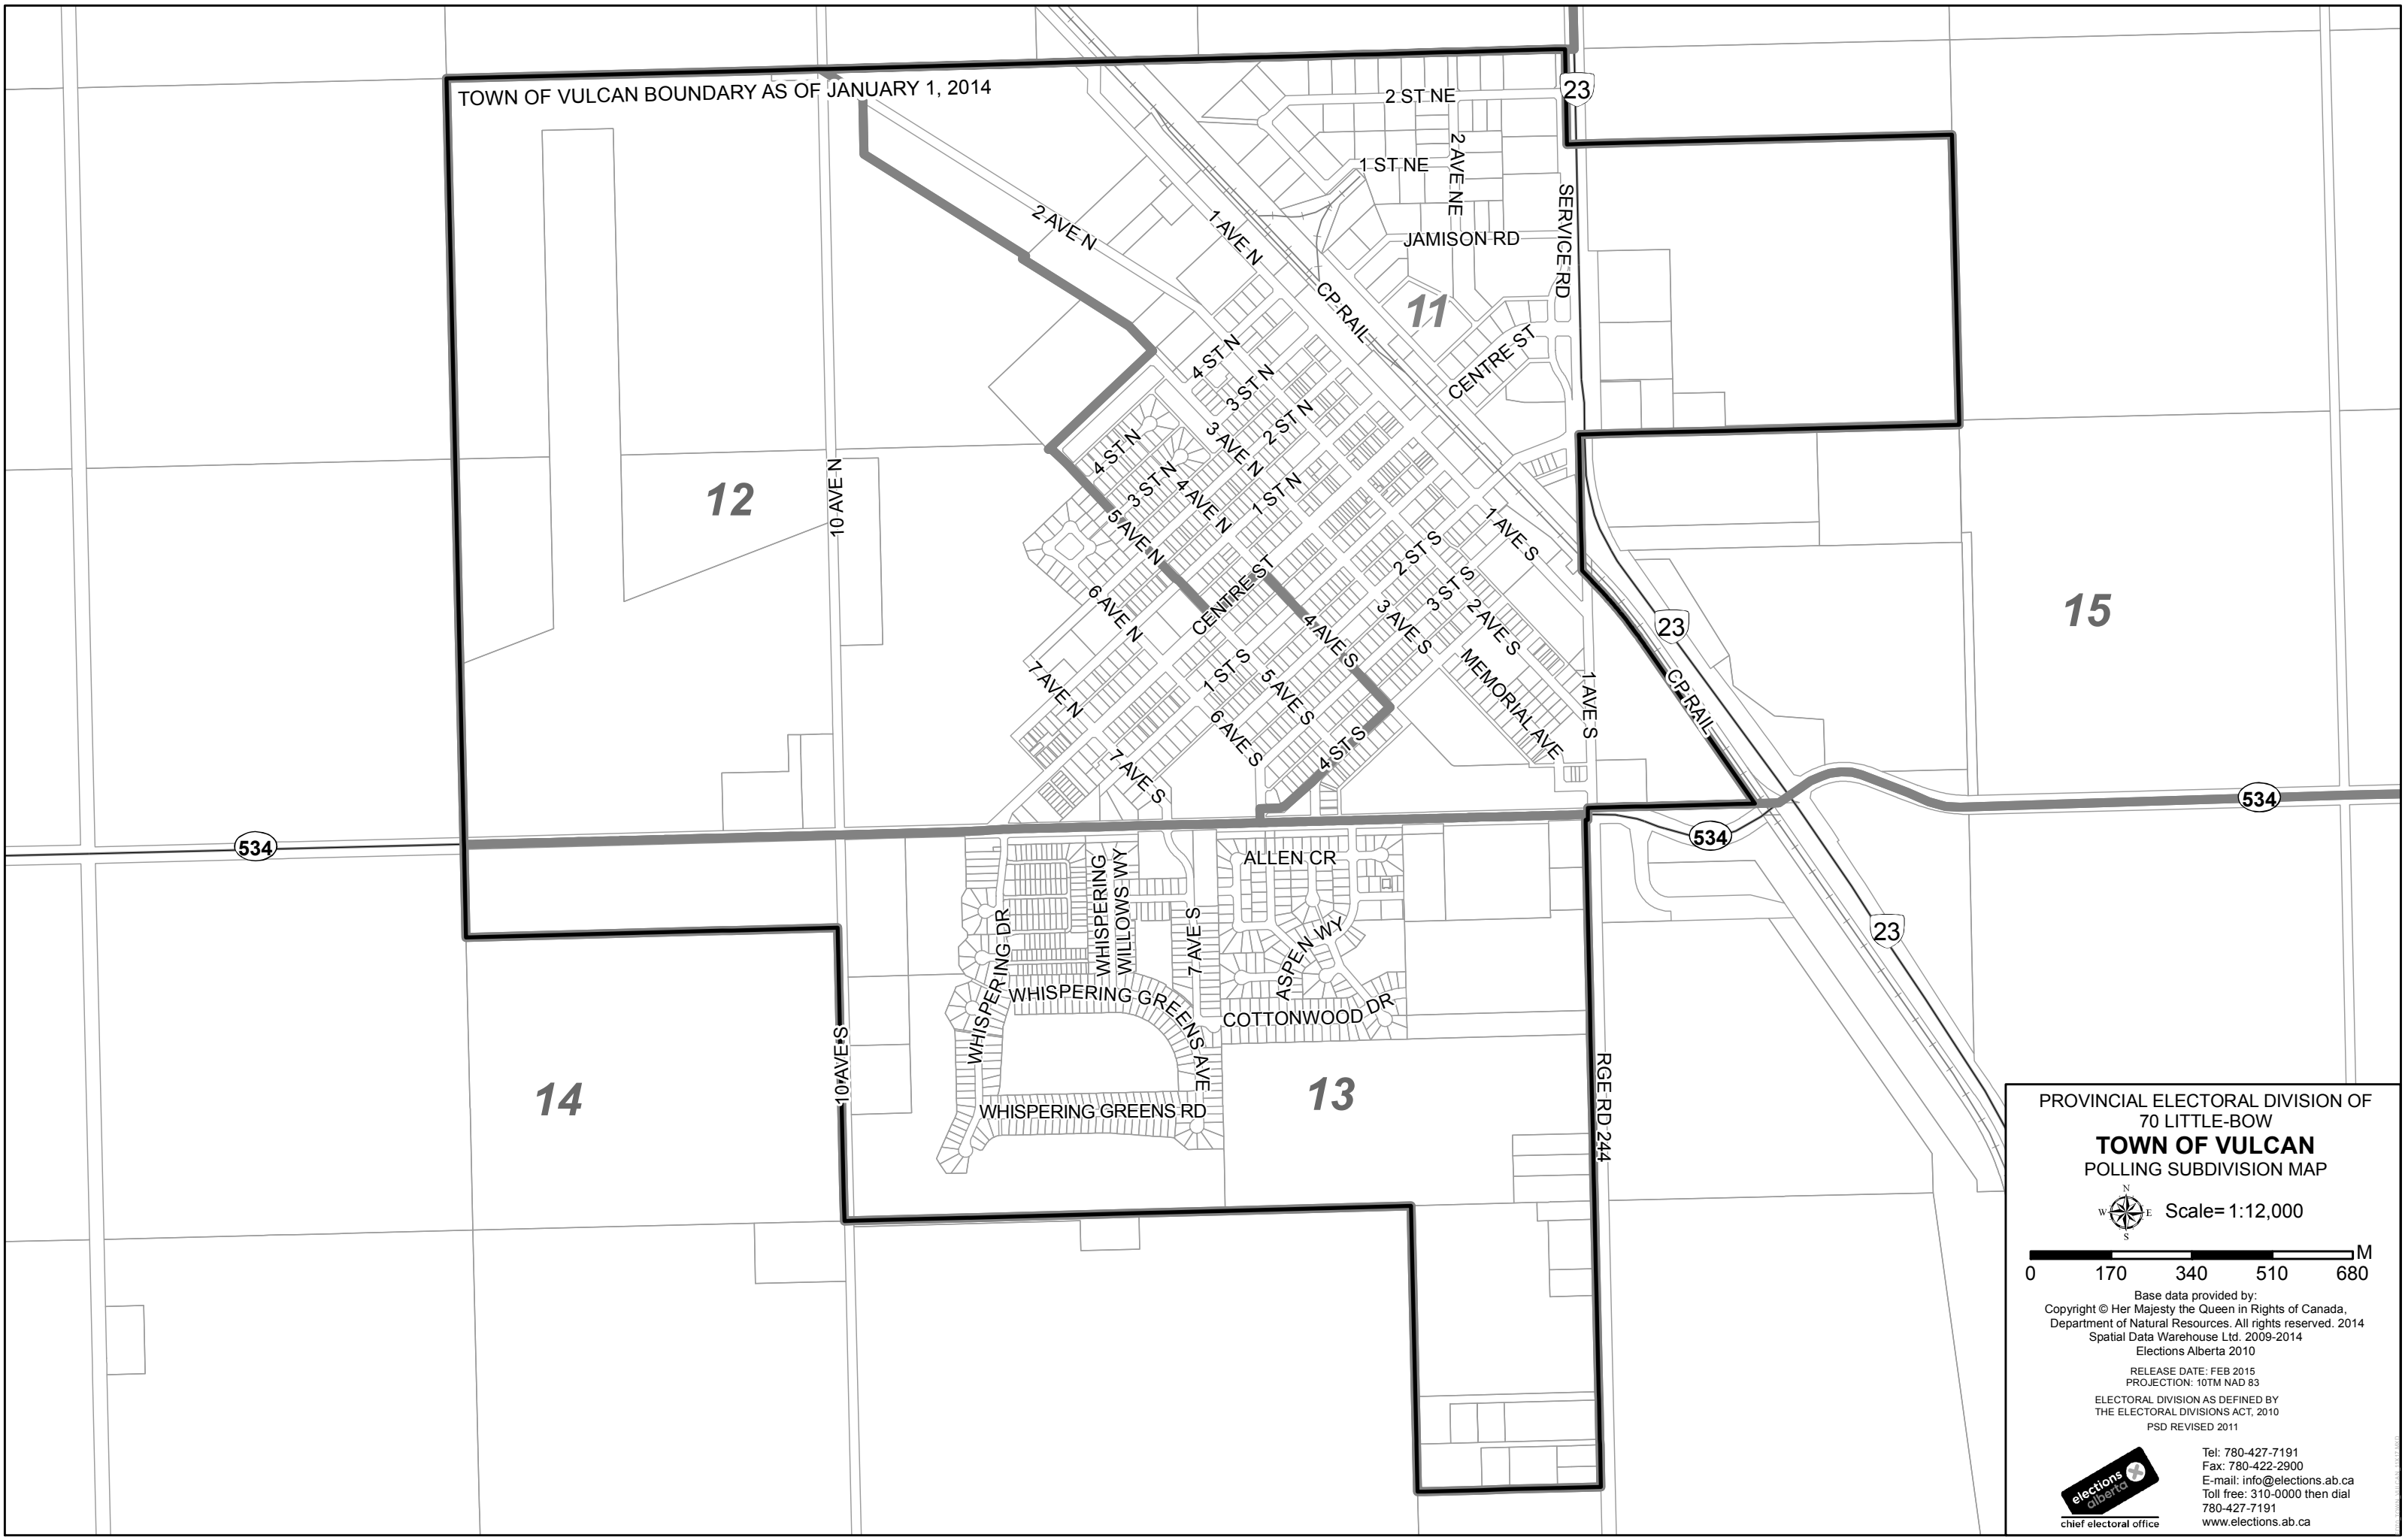 TOWN OF VULCAN BOUNDARY AS OF JANUARY 1, 2014
23
2 ST NE
2 AVE NE
1 ST NE
SERVICE RD
JAMISON RD
2 AVE N
1 AVE N
CP RAIL
11
CENTRE ST
4 ST N
3 ST N
2 ST N
3 AVE N
4 ST N
3 ST N
4 AVE N
1 ST N
5 AVE N
10 AVE N
12
1 AVE S
2 ST S
3 ST S
CENTRE ST
6 AVE N
4 AVE S
3 AVE S
2 AVE S
15
23
7 AVE N
1 ST S
5 AVE S
6 AVE S
MEMORIAL AVE
1 AVE S
CP RAIL
4 ST S
7 AVE S
534
534
534
ALLEN CR
WHISPERING
WILLOWS WY
WHISPERING DR
7 AVE S
ASPEN WY
23
WHISPERING GREENS AVE
COTTONWOOD DR
10 AVE S
14
13
WHISPERING GREENS RD
RGE RD 244
PROVINCIAL ELECTORAL DIVISION OF
70 LITTLE-BOW
TOWN OF VULCAN
POLLING SUBDIVISION MAP
N
W E
S
Scale= 1:12,000
M
0 170 340 510 680
Base data provided by:
Copyright © Her Majesty the Queen in Rights of Canada,
Department of Natural Resources. All rights reserved. 2014
Spatial Data Warehouse Ltd. 2009-2014
Elections Alberta 2010
RELEASE DATE: FEB 2015
PROJECTION: 10TM NAD 83
ELECTORAL DIVISION AS DEFINED BY
THE ELECTORAL DIVISIONS ACT, 2010
PSD REVISED 2011
elections
alberta
chief electoral office
Tel: 780-427-7191
Fax: 780-422-2900
E-mail: info@elections.ab.ca
Toll free: 310-0000 then dial
780-427-7191
www.elections.ab.ca